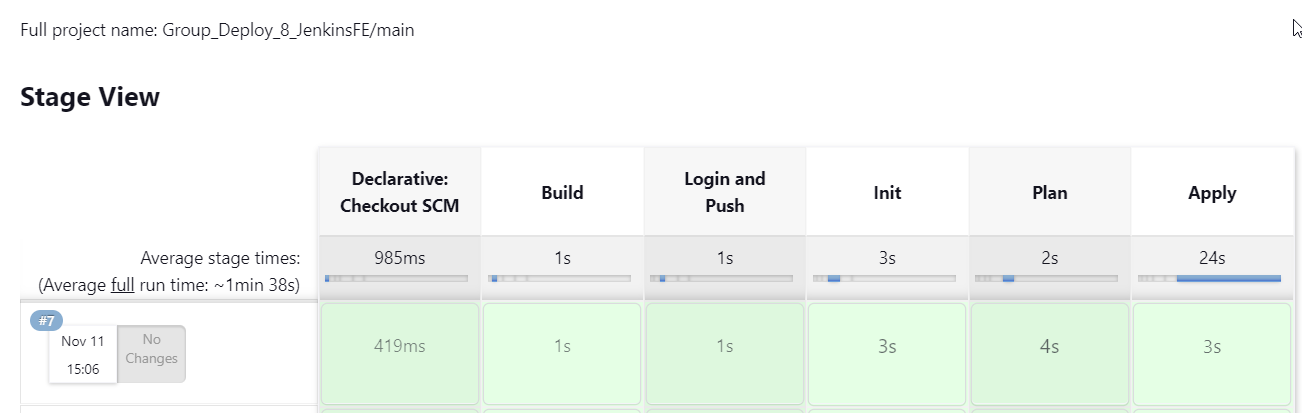 Full project name: Group_Deploy_8_JenkinsFE/main
Stage View
Declarative:
Checkout SCM
Build
Login and
Push
Init
Plan
Apply
Average stage times:
(Average full run time: ~1min 38s)
985ms
1s
1s
3s
2s
24s
#7
Nov 11
15:06
No
Changes
419ms
1s
1s
3s
4s
3s